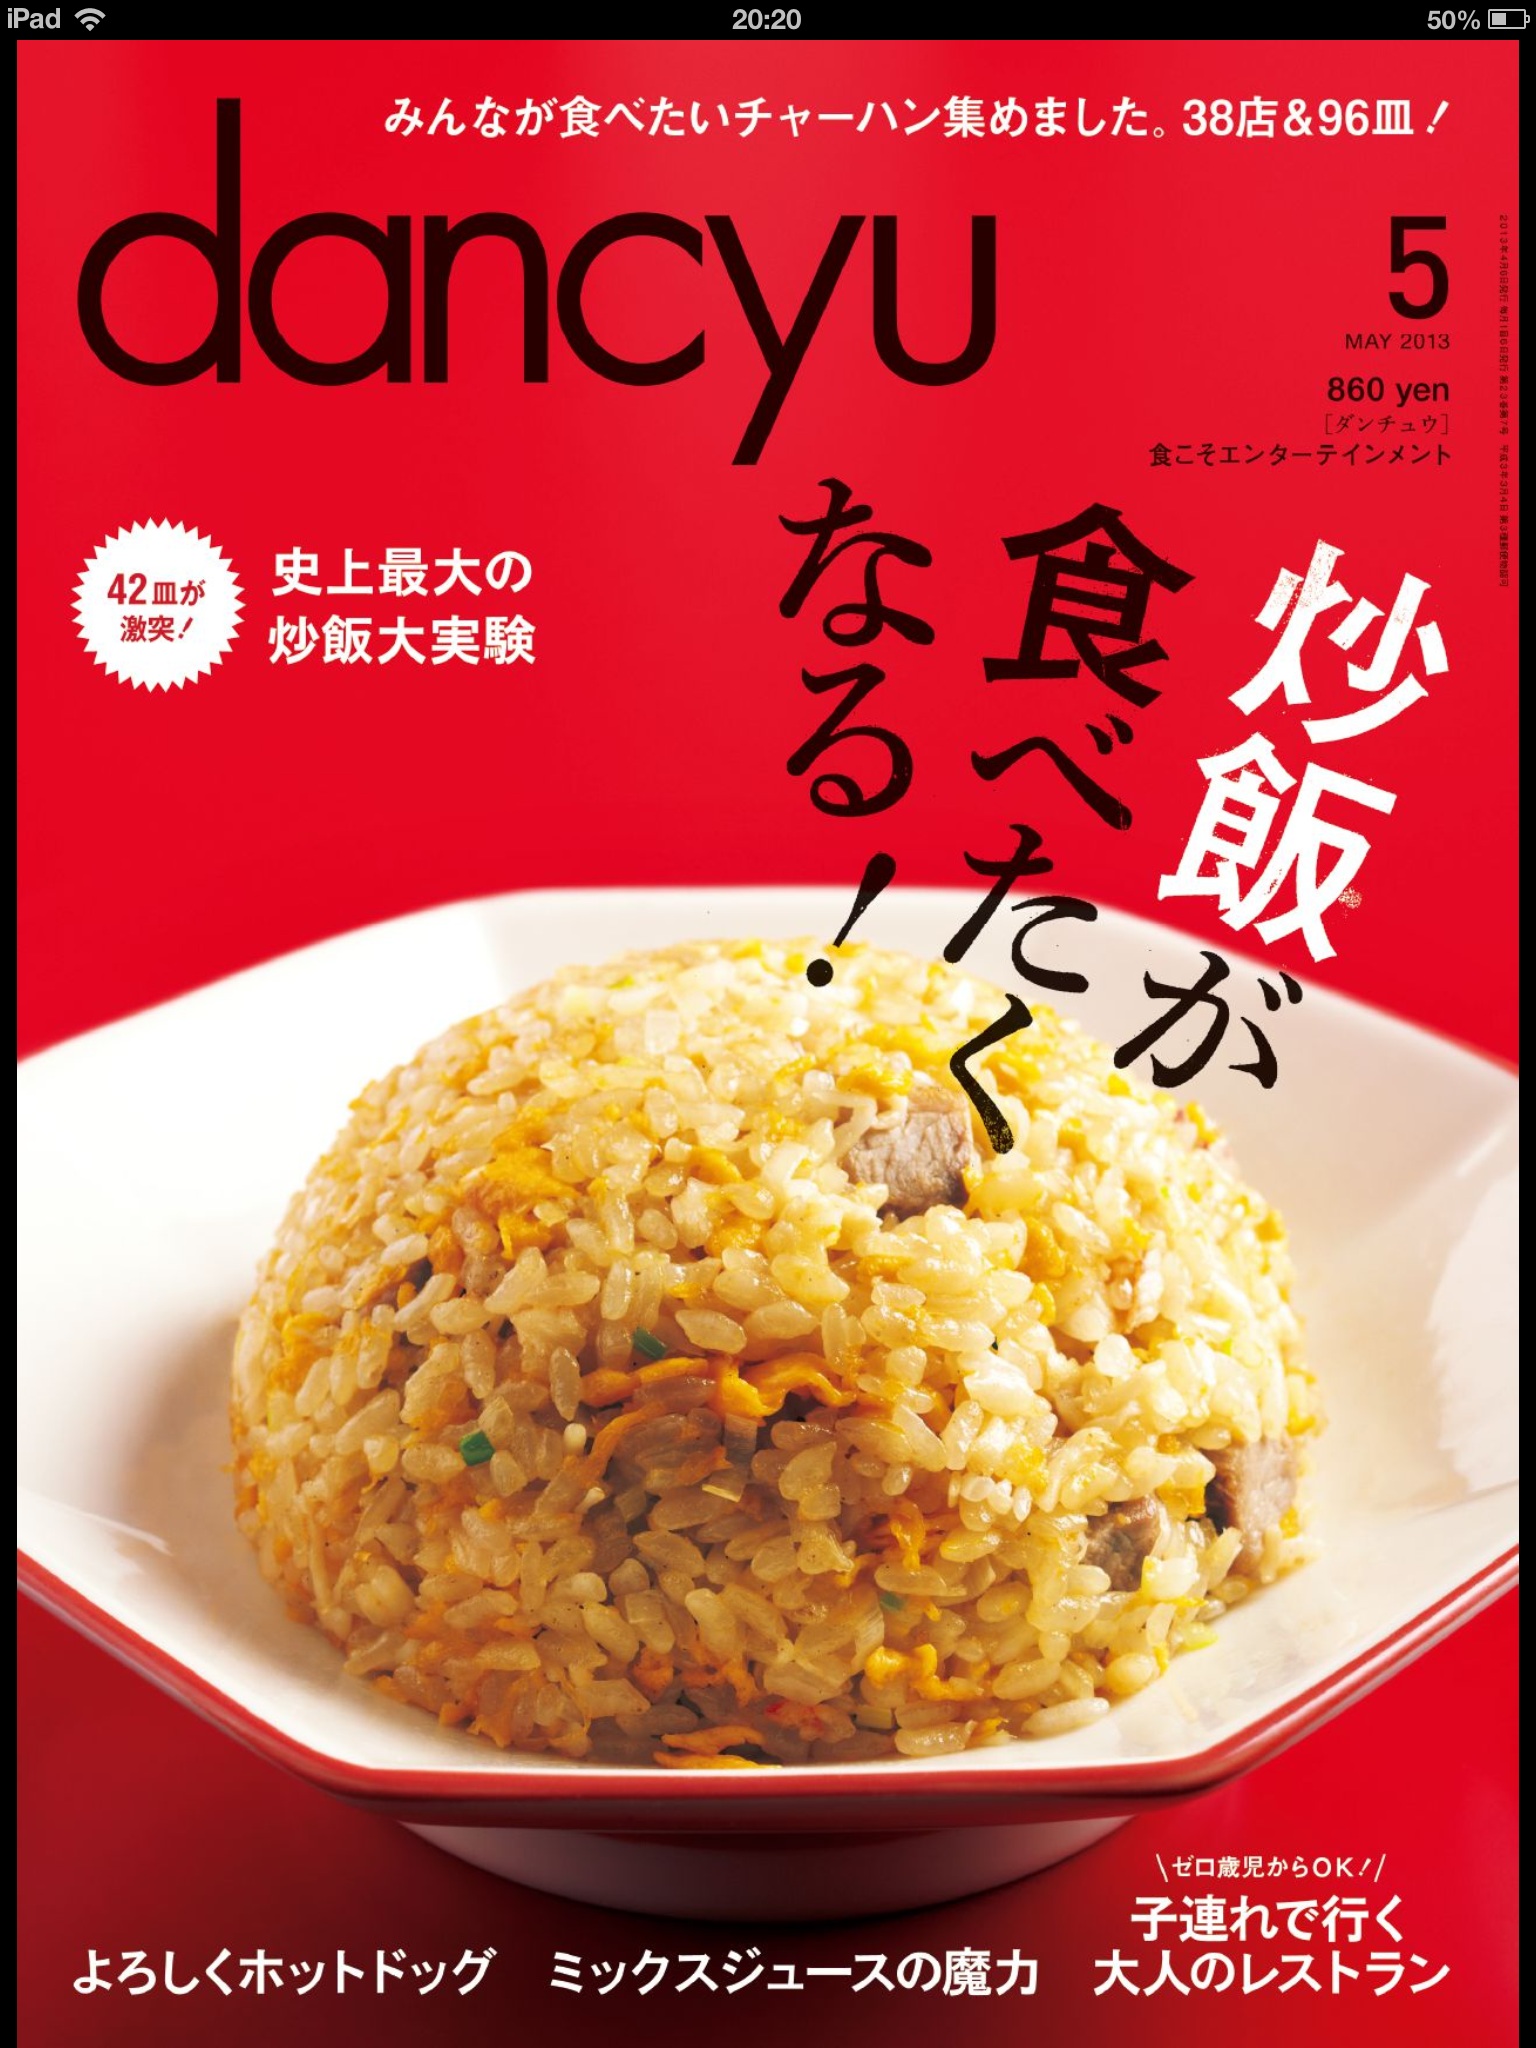 iPad
20:20
50%
みんなが食べたいチャーハン集めました。38店&96皿!
dancyu
5
MAY 2013
860 yen
[ダンチュウ]
食こそエンターテインメント
炒飯が
食べたく
なる!
42皿が
激突!
史上最大の
炒飯大実験
よろしくホットドッグ
ミックスジュースの魔力
\ゼロ歳児からOK!/
子連れで行く
大人のレストラン